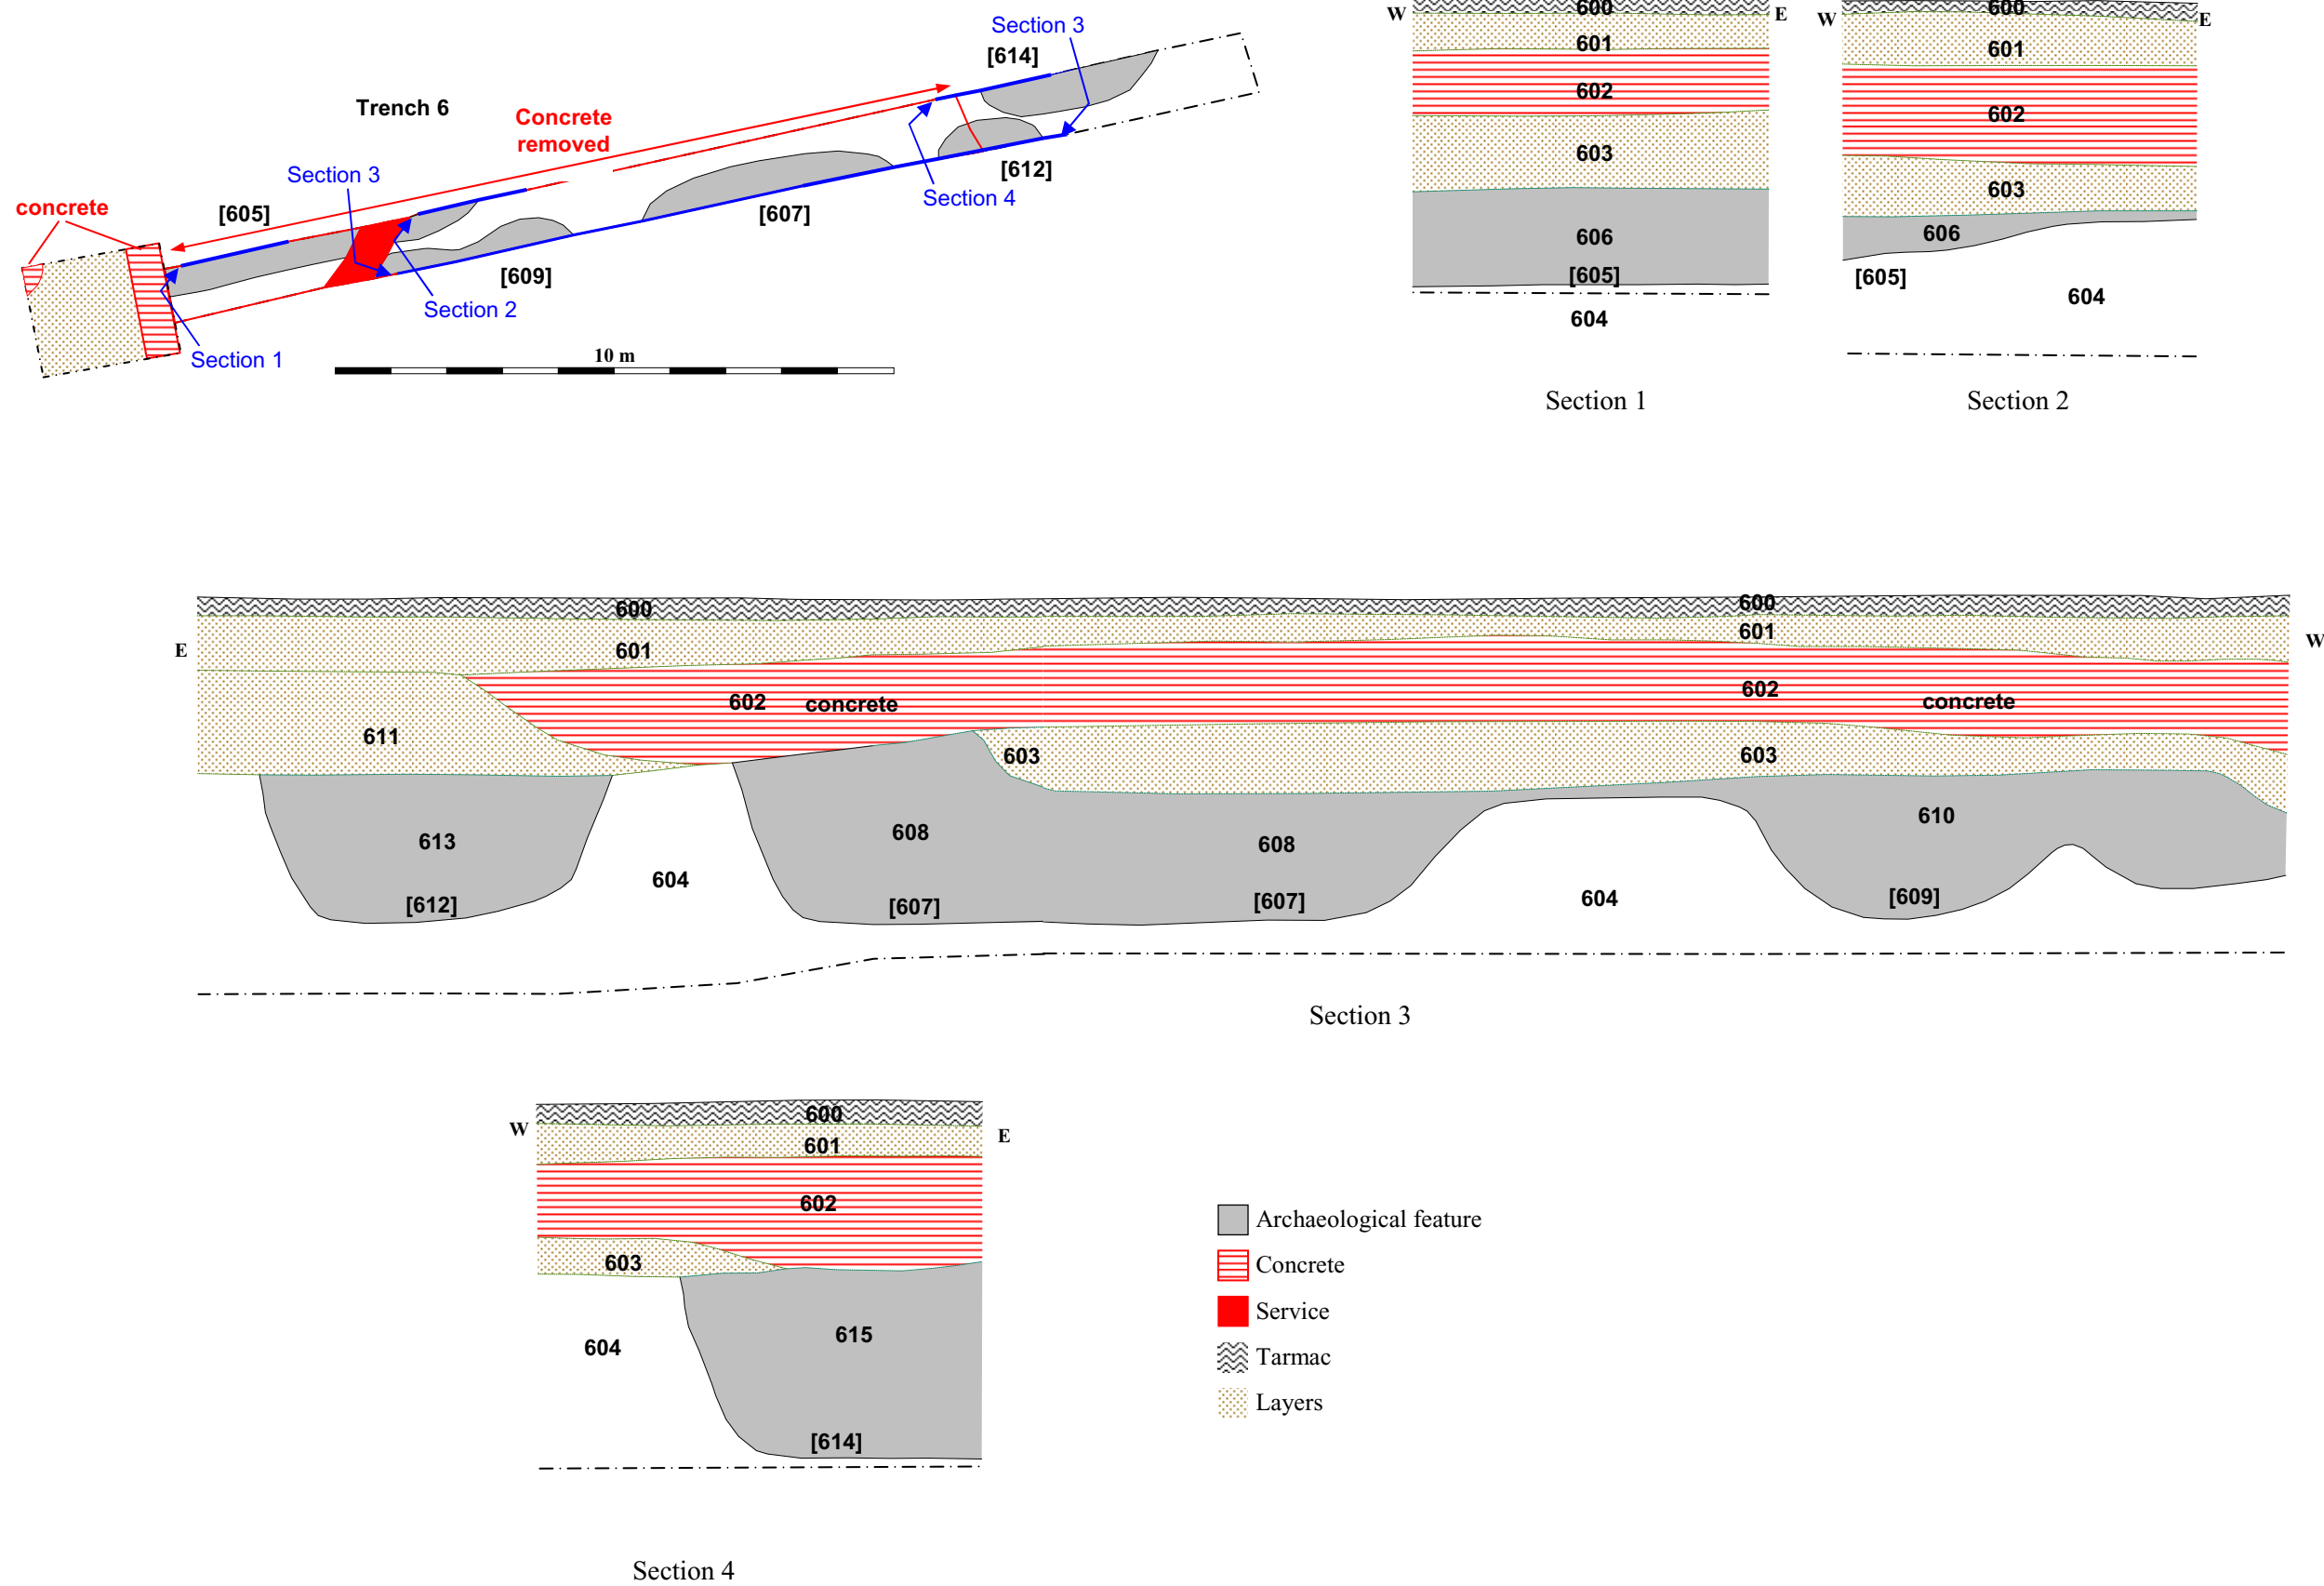 Trench 6
concrete
[605]
Section 3
Concrete
removed
Section 3
[614]
[612]
Section 4
[607]
[609]
Section 2
Section 1
10 m
W
600
E
601
602
603
606
[605]
604
Section 1
W
600
E
601
602
603
606
[605]
604
Section 2
600
600
E
601
601
W
602
concrete
602
concrete
611
603
603
613
608
608
610
[612]
604
[607]
[607]
604
[609]
Section 3
W
600
E
601
602
603
604
615
[614]
Section 4
Archaeological feature
Concrete
Service
Tarmac
Layers